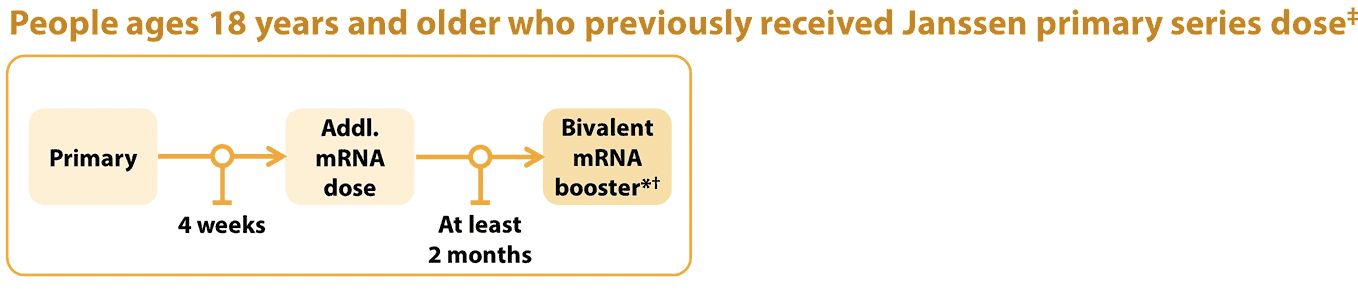 People ages 18 years and older who previously received Janssen primary series dose‡
Primary
4 weeks
Addl.
mRNA
dose
At least
2 months
Bivalent
mRNA
booster*†